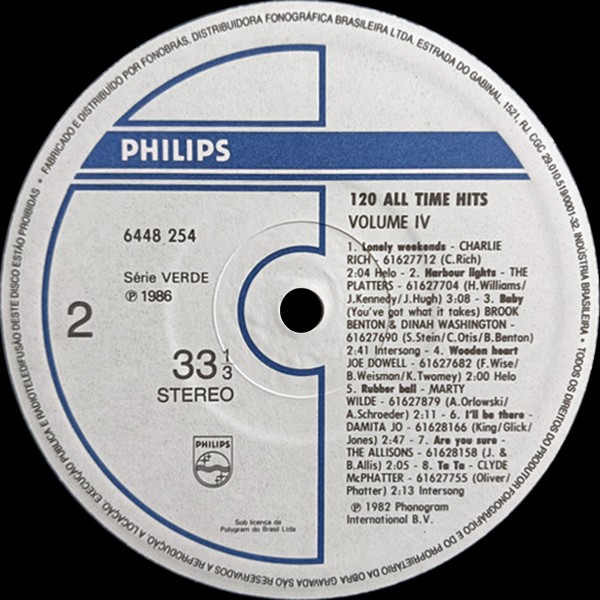 FABRICADO E DISTRIBUÍDO POR FONOBRÁS. DISTRIBUIDORA FONOGRÁFICA BRASILEIRA LTDA. ESTRADA DO GABINAL, 1521, RJ, CGC 29.010.519/0001-32. INDÚSTRIA BRASILEIRA • TODOS OS DIREITOS DO PRODUTOR FONOGRÁFICO E DO PROPRIETÁRIO DA OBRA GRAVADA SÃO RESERVADOS A REPRODUÇÃO, A LOCAÇÃO, EXECUÇÃO PÚBLICA E RADIOTELEDIFUSÃO DESTE DISCO ESTÃO PROIBIDAS •
PHILIPS
6448 254
Série VERDE
℗ 1986
2
33 1/3
STEREO
PHILIPS
Sob licença da
Polygram do Brasil Ltda
120 ALL TIME HITS
VOLUME IV
1. Lonely weekends - CHARLIE
RICH - 61627712 (C.Rich)
2:04 Helo - 2. Harbour lights - THE
PLATTERS - 61627704 (H.Williams/
J.Kennedy/J.Hugh) 3:08 - 3. Baby
(You've got what it takes) BROOK
BENTON & DINAH WASHINGTON -
61627690 (S.Stein/C.Otis/B.Benton)
2:41 Intersong - 4. Wooden heart
JOE DOWELL - 61627682 (F.Wise/
B.Weisman/K.Twomey) 2:00 Helo
5. Rubber ball - MARTY
WILDE - 61627879 (A.Orlowski/
A.Schroeder) 2:11 - 6. I'll be there -
DAMITA JO - 61628166 (King/Glick/
Jones) 2:47 - 7. Are you sure -
THE ALLISONS - 61628158 (J. &
B.Allis) 2:05 - 8. Ta Ta - CLYDE
McPHATTER - 61627755 (Oliver/
Phatter) 2:13 Intersong
℗ 1982 Phonogram
International B.V.